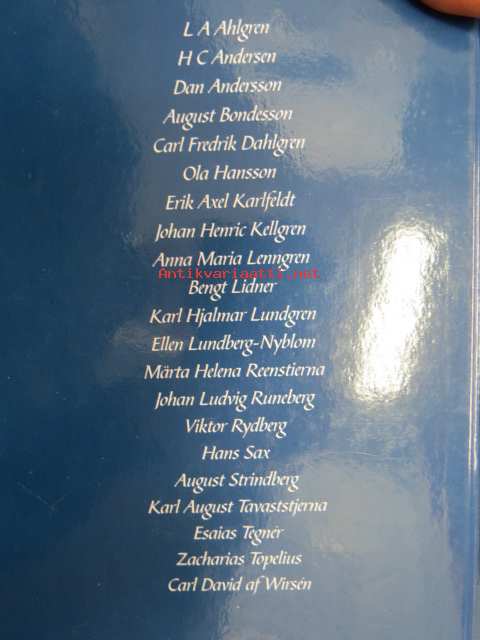 L A Ahlgren
H C Andersen
Dan Andersson
August Bondesson
Carl Fredrik Dahlgren
Ola Hansson
Erik Axel Karlfeldt
Johan Henric Kellgren
Anna Maria Lenngren
Antikvariaatti.net
Bengt Lidner
Karl Hjalmar Lundgren
Ellen Lundberg-Nyblom
Märta Helena Reenstierna
Johan Ludvig Runeberg
Viktor Rydberg
Hans Sax
August Strindberg
Karl August Tavaststjerna
Esaias Tegnér
Zacharias Topelius
Carl David af Wirsén